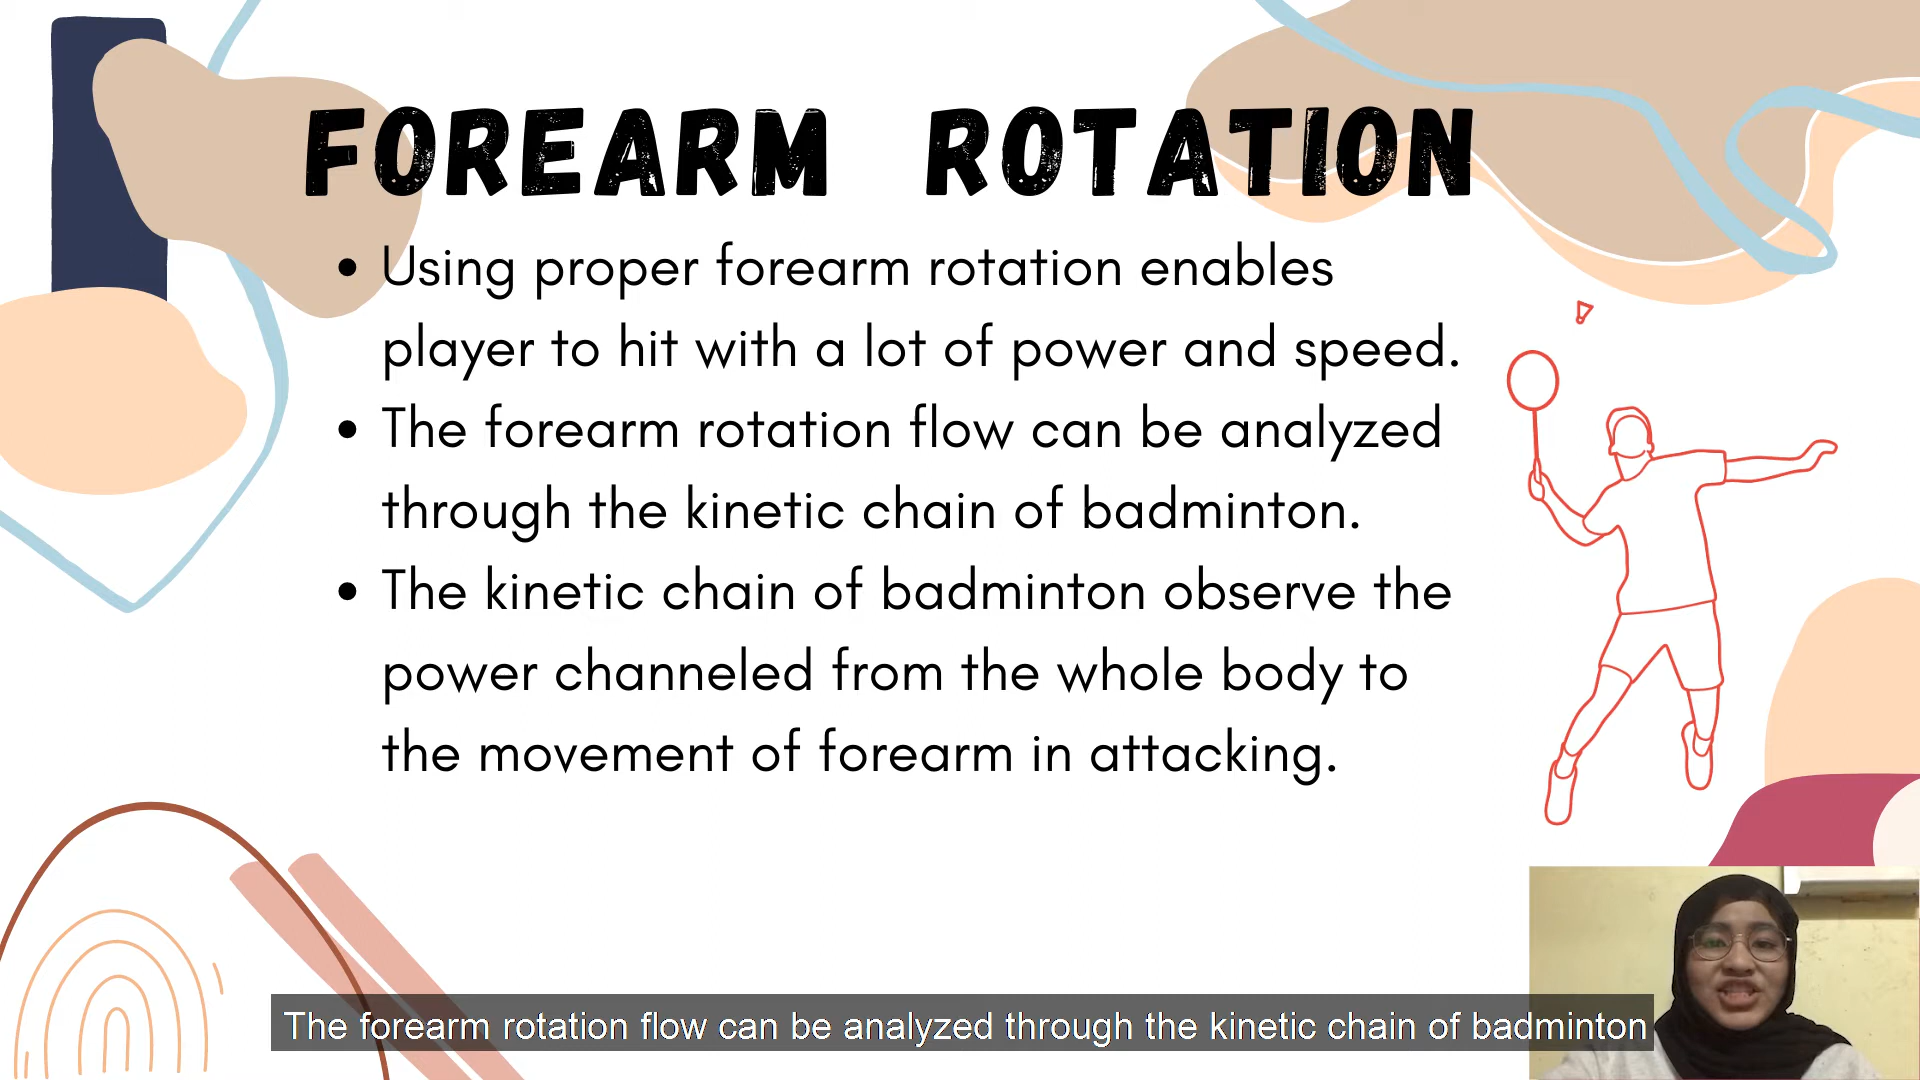 FOREARM ROTATION
• Using proper forearm rotation enables
player to hit with a lot of power and speed.
• The forearm rotation flow can be analyzed
through the kinetic chain of badminton.
• The kinetic chain of badminton observe the
power channeled from the whole body to
the movement of forearm in attacking.
The forearm rotation flow can be analyzed through the kinetic chain of badminton